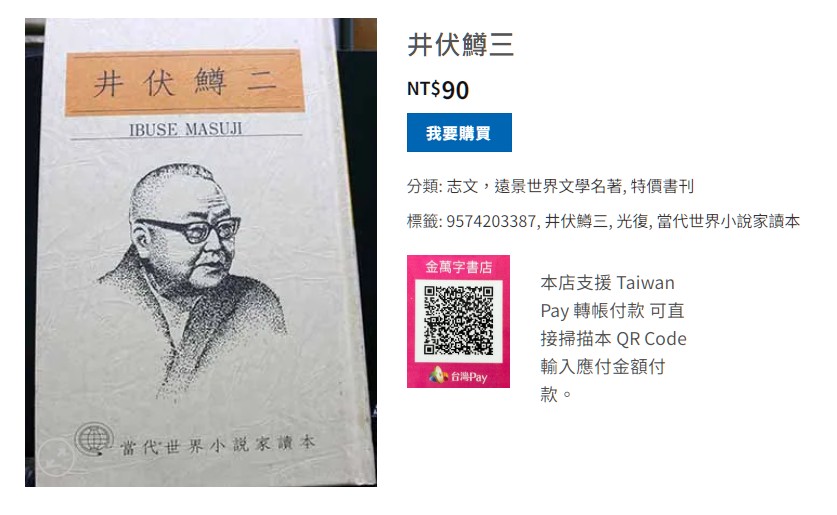 井伏鱒二
IBUSE MASUJI
當代世界小說家讀本
井伏鱒三
NT$90
我要購買
分類: 志文，遠景世界文學名著, 特價書刊
標籤: 9574203387, 井伏鱒三, 光復, 當代世界小說家讀本
金萬字書店
台灣Pay
本店支援 Taiwan
Pay 轉帳付款 可直
接掃描本 QR Code
輸入應付金額付
款。